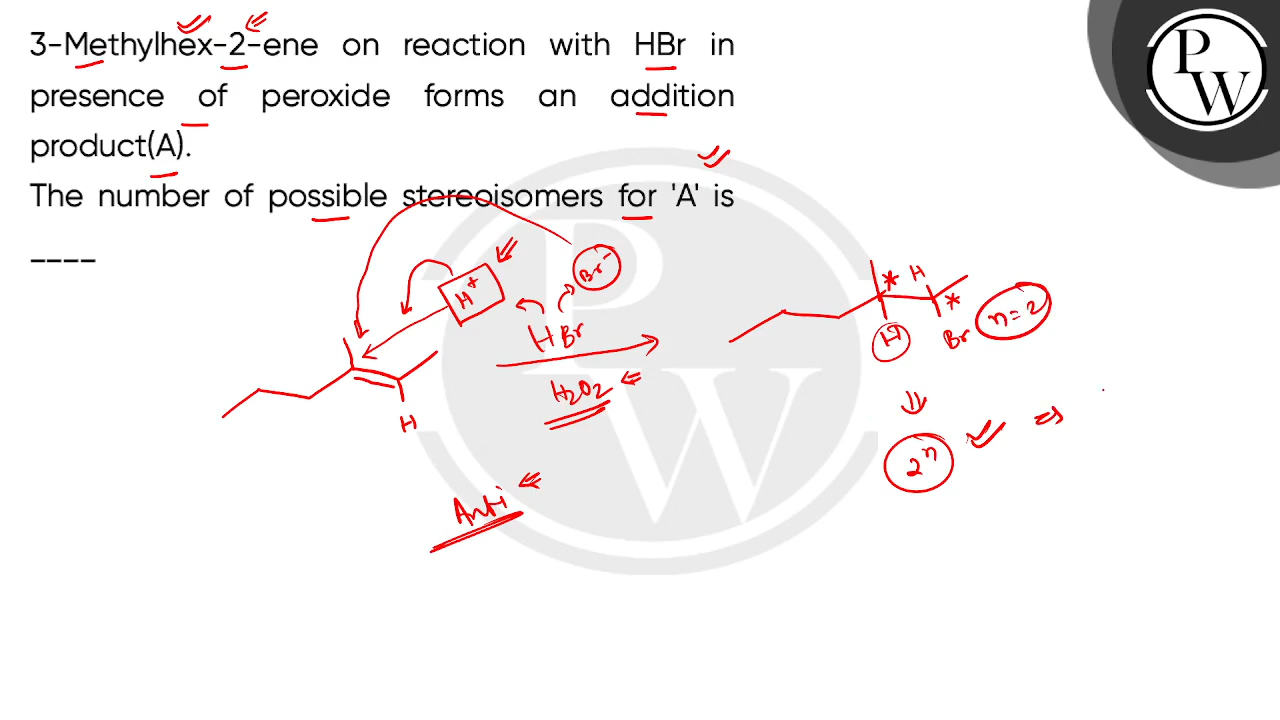 3-Methylhex-2-ene on reaction with HBr in
presence of peroxide forms an addition
product(A).
The number of possible stereoisomers for 'A' is
____
P
W
P
W
H⁺
Br⁻
HBr
H₂O₂
H
Anti
* H
*
H
Br
n=2
2ⁿ